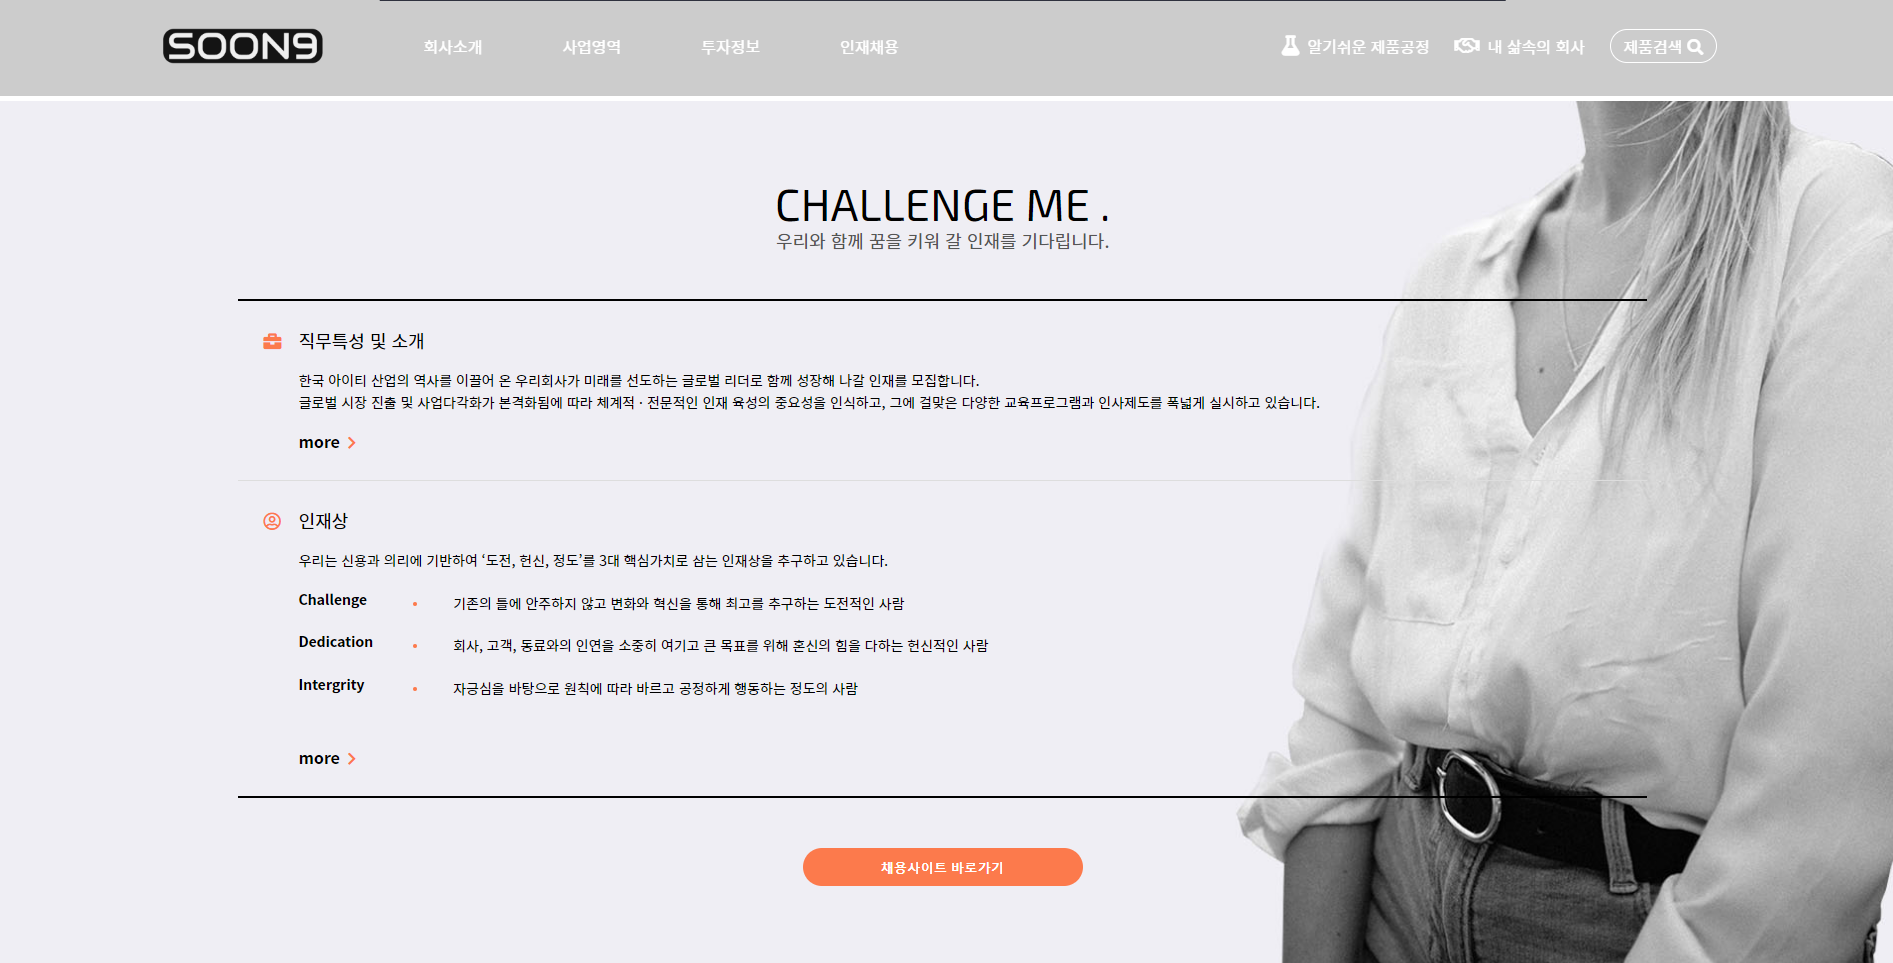 SOON9
회사소개
사업영역
투자정보
인재채용
알기쉬운 제품공정
내 삶속의 회사
제품검색
CHALLENGE ME .
우리와 함께 꿈을 키워 갈 인재를 기다립니다.
직무특성 및 소개
한국 아이티 산업의 역사를 이끌어 온 우리회사가 미래를 선도하는 글로벌 리더로 함께 성장해 나갈 인재를 모집합니다.
글로벌 시장 진출 및 사업다각화가 본격화됨에 따라 체계적 · 전문적인 인재 육성의 중요성을 인식하고, 그에 걸맞은 다양한 교육프로그램과 인사제도를 폭넓게 실시하고 있습니다.
more
인재상
우리는 신용과 의리에 기반하여 ‘도전, 헌신, 정도’를 3대 핵심가치로 삼는 인재상을 추구하고 있습니다.
Challenge • 기존의 틀에 안주하지 않고 변화와 혁신을 통해 최고를 추구하는 도전적인 사람
Dedication • 회사, 고객, 동료와의 인연을 소중히 여기고 큰 목표를 위해 혼신의 힘을 다하는 헌신적인 사람
Intergrity • 자긍심을 바탕으로 원칙에 따라 바르고 공정하게 행동하는 정도의 사람
more
채용사이트 바로가기